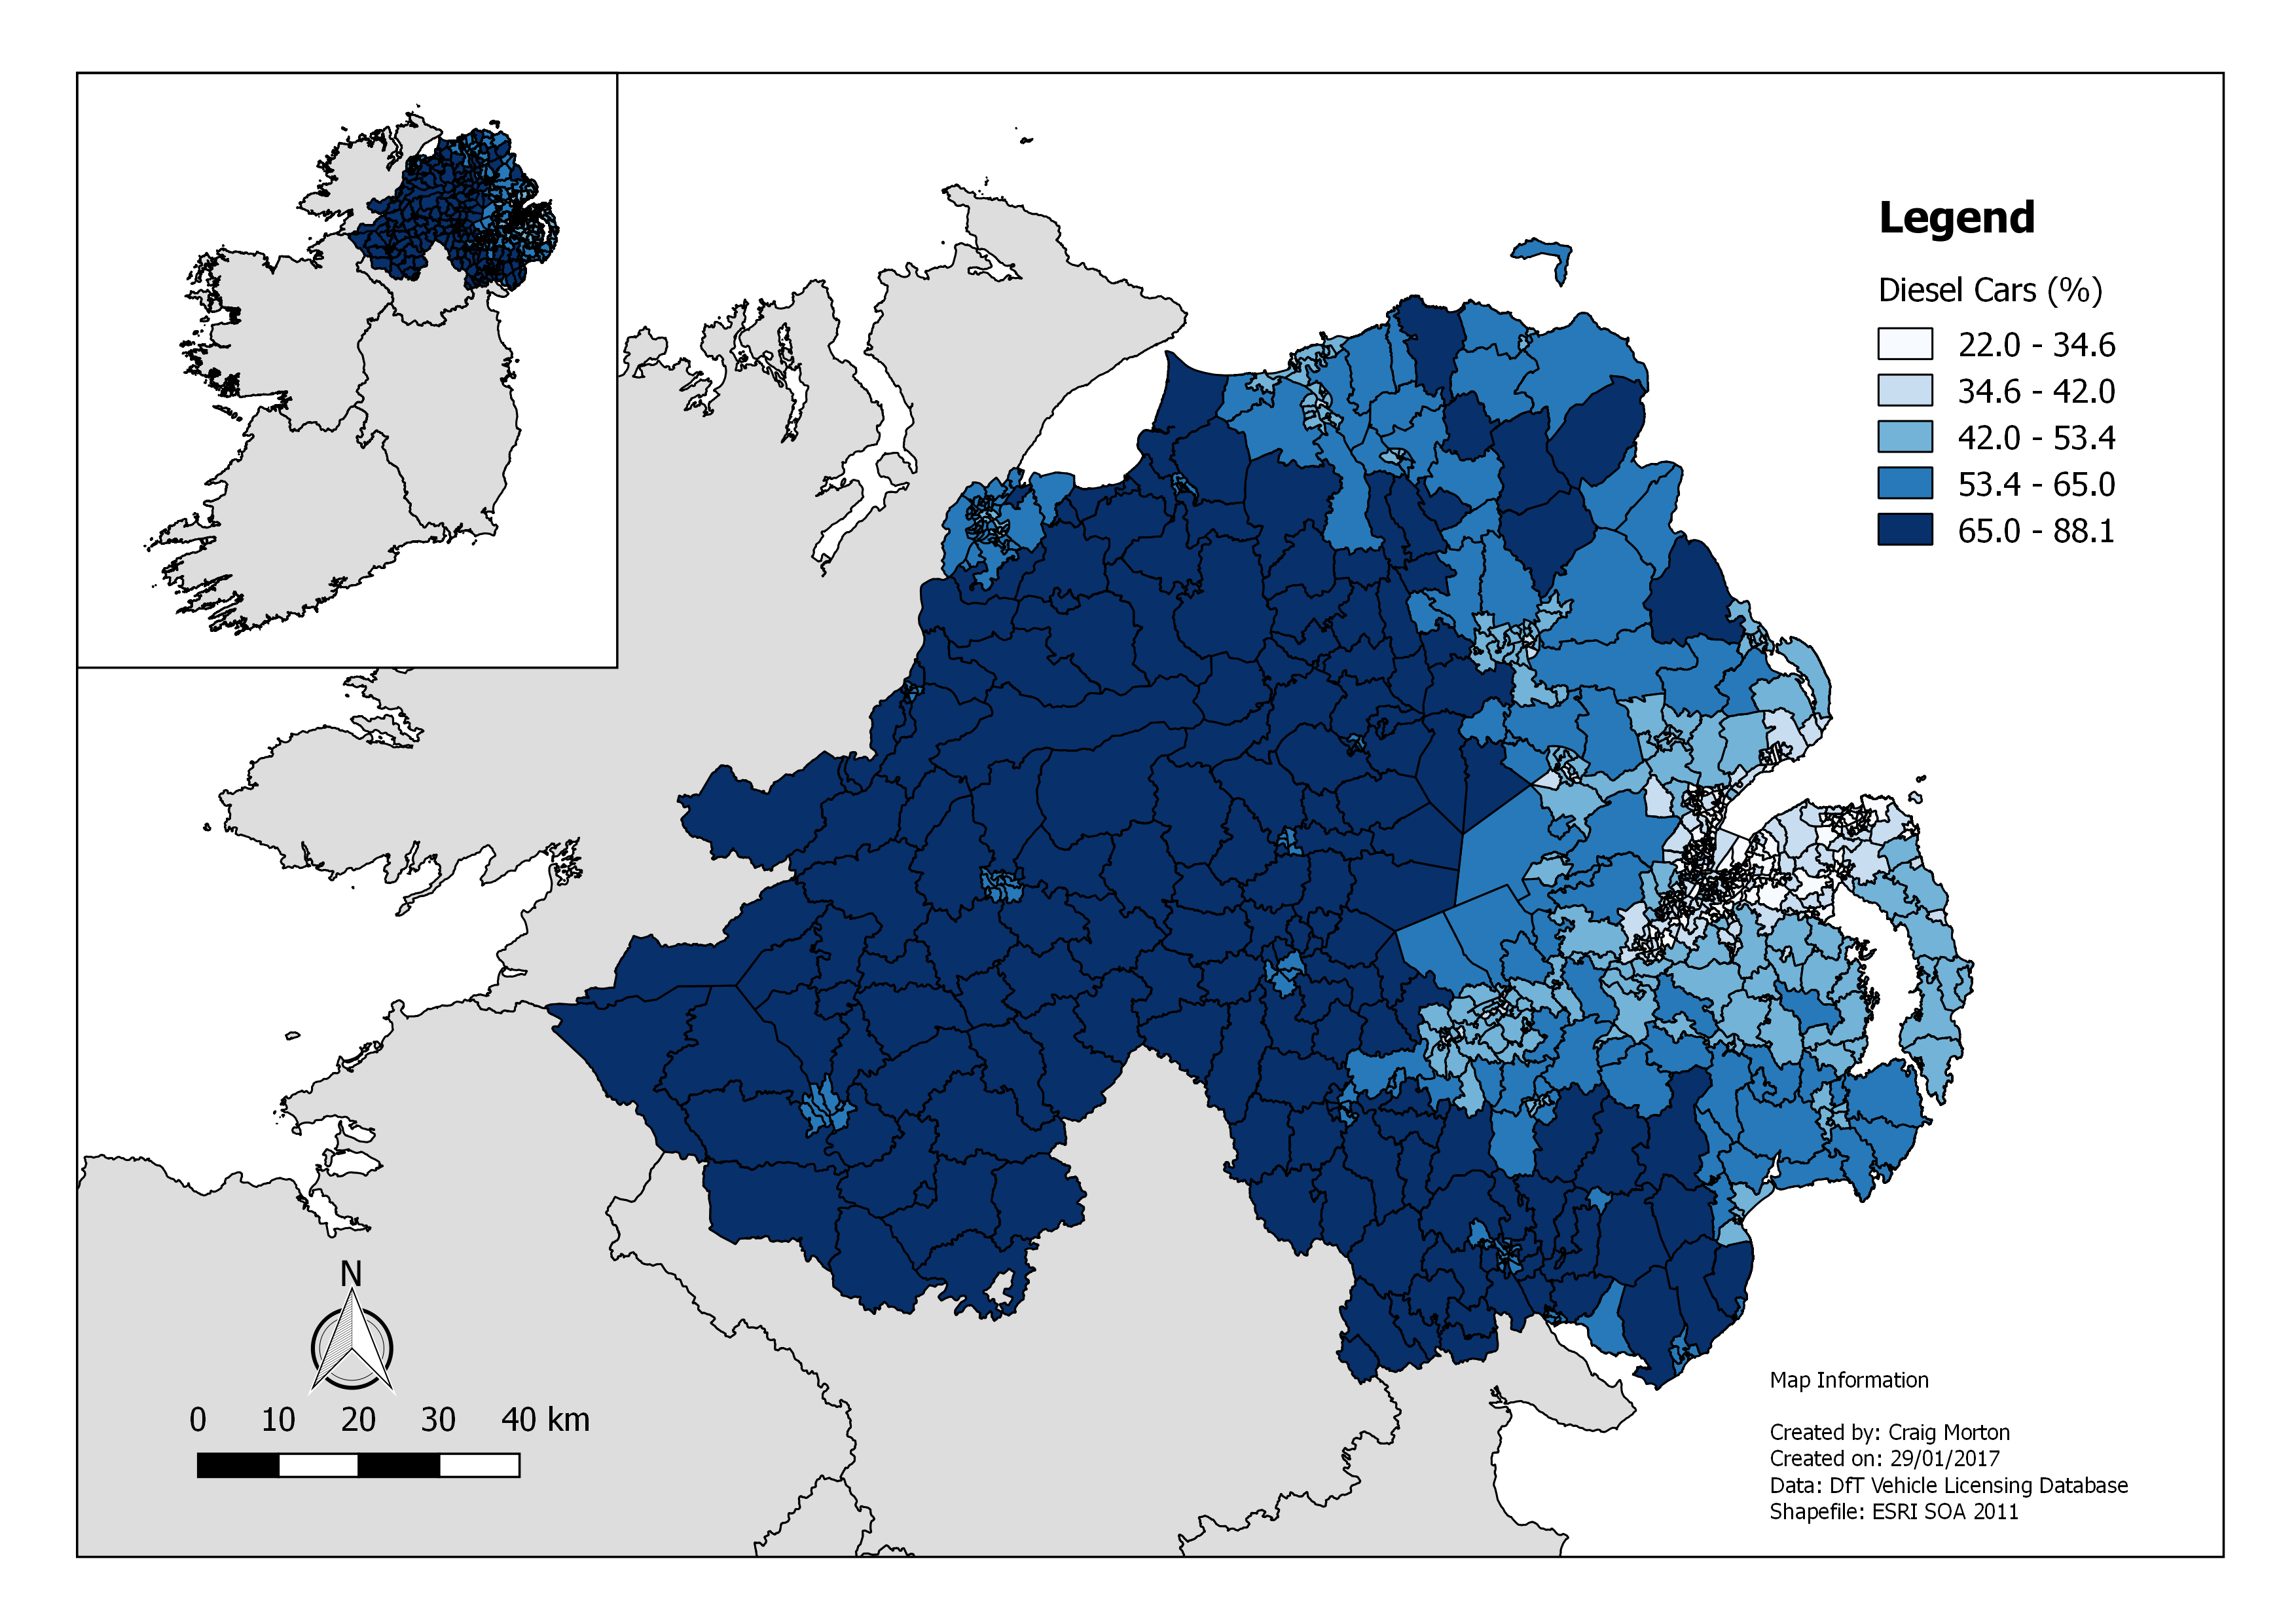 Legend
Diesel Cars (%)
22.0 - 34.6
34.6 - 42.0
42.0 - 53.4
53.4 - 65.0
65.0 - 88.1
N
0 10 20 30 40 km
Map Information
Created by: Craig Morton
Created on: 29/01/2017
Data: DfT Vehicle Licensing Database
Shapefile: ESRI SOA 2011